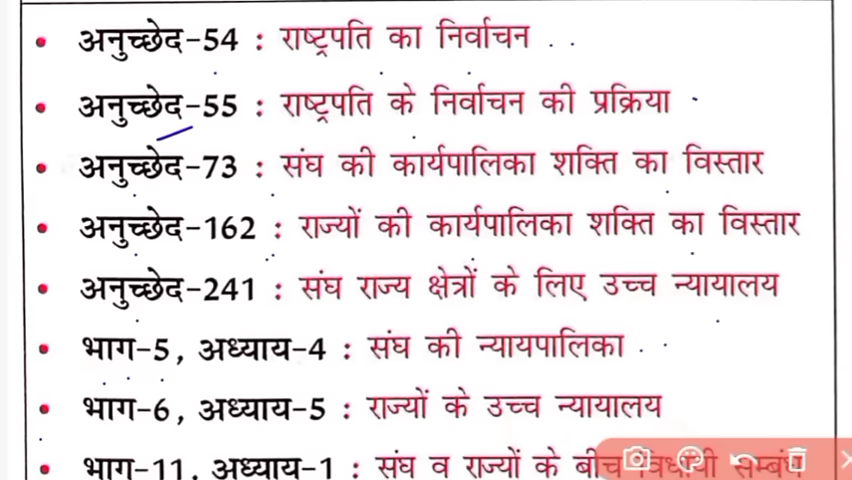 • अनुच्छेद-54 : राष्ट्रपति का निर्वाचन
• अनुच्छेद-55 : राष्ट्रपति के निर्वाचन की प्रक्रिया
• अनुच्छेद-73 : संघ की कार्यपालिका शक्ति का विस्तार
• अनुच्छेद-162 : राज्यों की कार्यपालिका शक्ति का विस्तार
• अनुच्छेद-241 : संघ राज्य क्षेत्रों के लिए उच्च न्यायालय
• भाग-5, अध्याय-4 : संघ की न्यायपालिका
• भाग-6, अध्याय-5 : राज्यों के उच्च न्यायालय
• भाग-11, अध्याय-1 : संघ व राज्यों के बीच विधायी सम्बंध